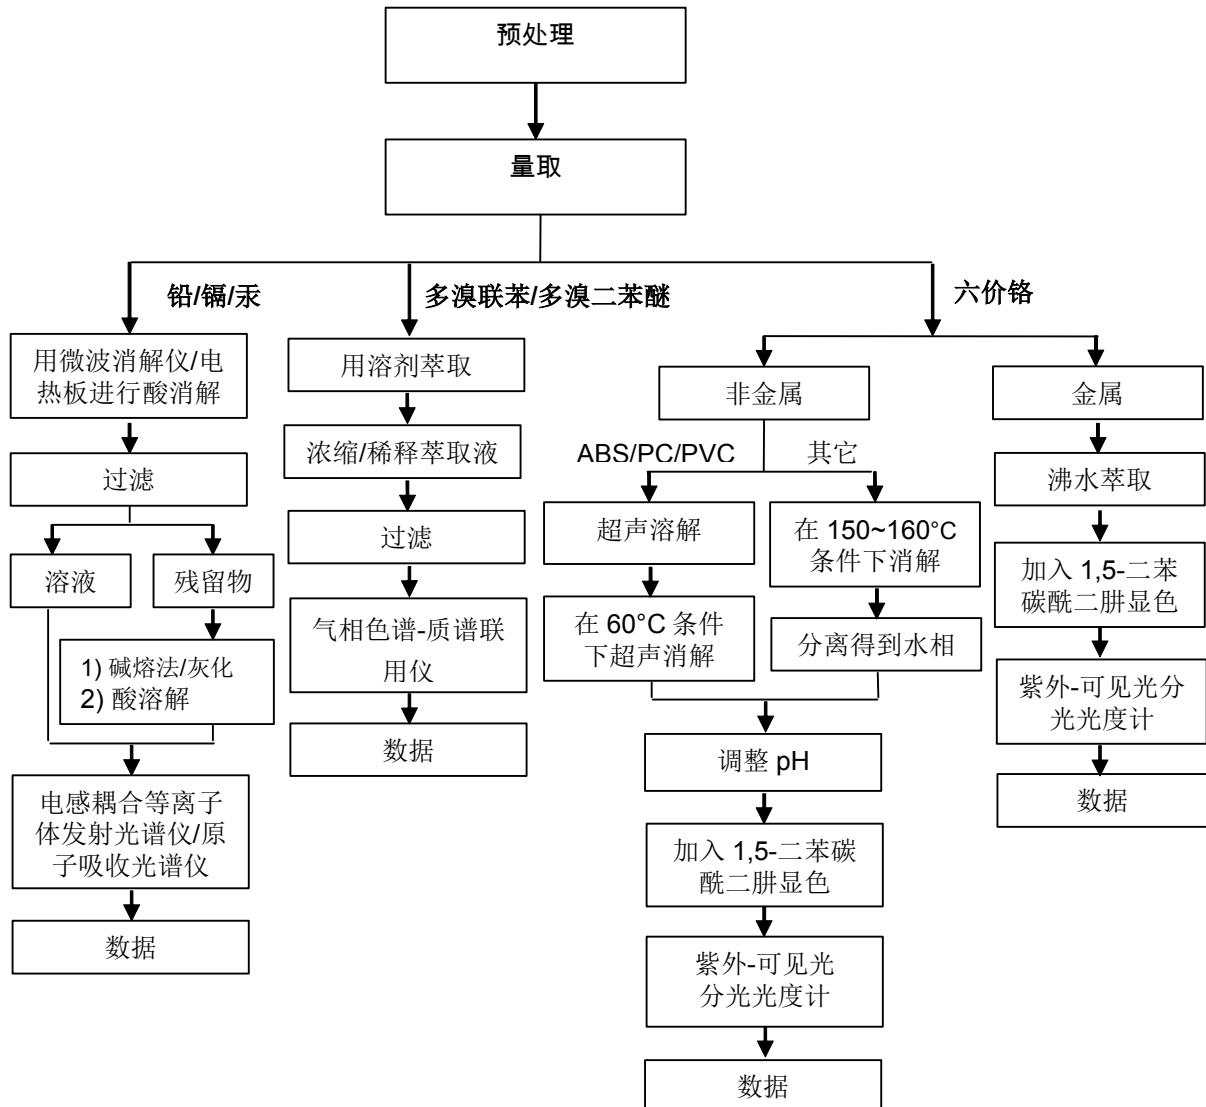 预处理
量取
铅/镉/汞
多溴联苯/多溴二苯醚
六价铬
用微波消解仪/电
热板进行酸消解
过滤
溶液
残留物
1) 碱熔法/灰化
2) 酸溶解
电感耦合等离子
体发射光谱仪/原
子吸收光谱仪
数据
用溶剂萃取
浓缩/稀释萃取液
过滤
气相色谱-质谱联
用仪
数据
非金属
ABS/PC/PVC
其它
超声溶解
在 60°C 条件
下超声消解
在 150~160°C
条件下消解
分离得到水相
调整 pH
加入 1,5-二苯碳
酰二肼显色
紫外-可见光
分光光度计
数据
金属
沸水萃取
加入 1,5-二苯
碳酰二肼显色
紫外-可见光分
光光度计
数据